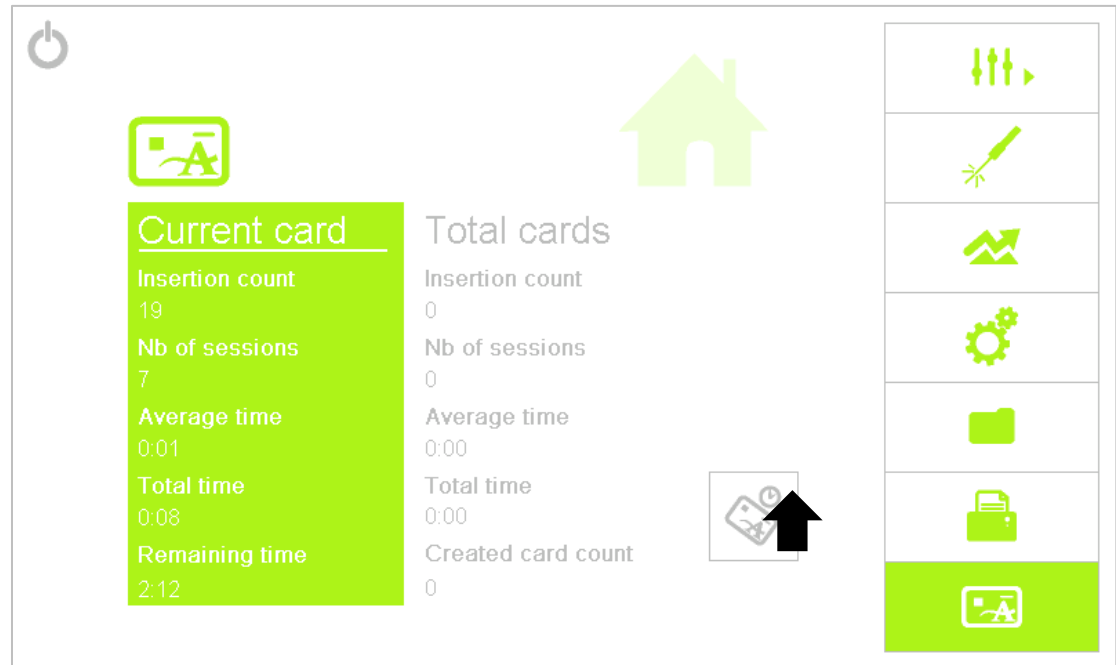 Current card
Insertion count
19
Nb of sessions
7
Average time
0:01
Total time
0:08
Remaining time
2:12
Total cards
Insertion count
0
Nb of sessions
0
Average time
0:00
Total time
0:00
Created card count
0